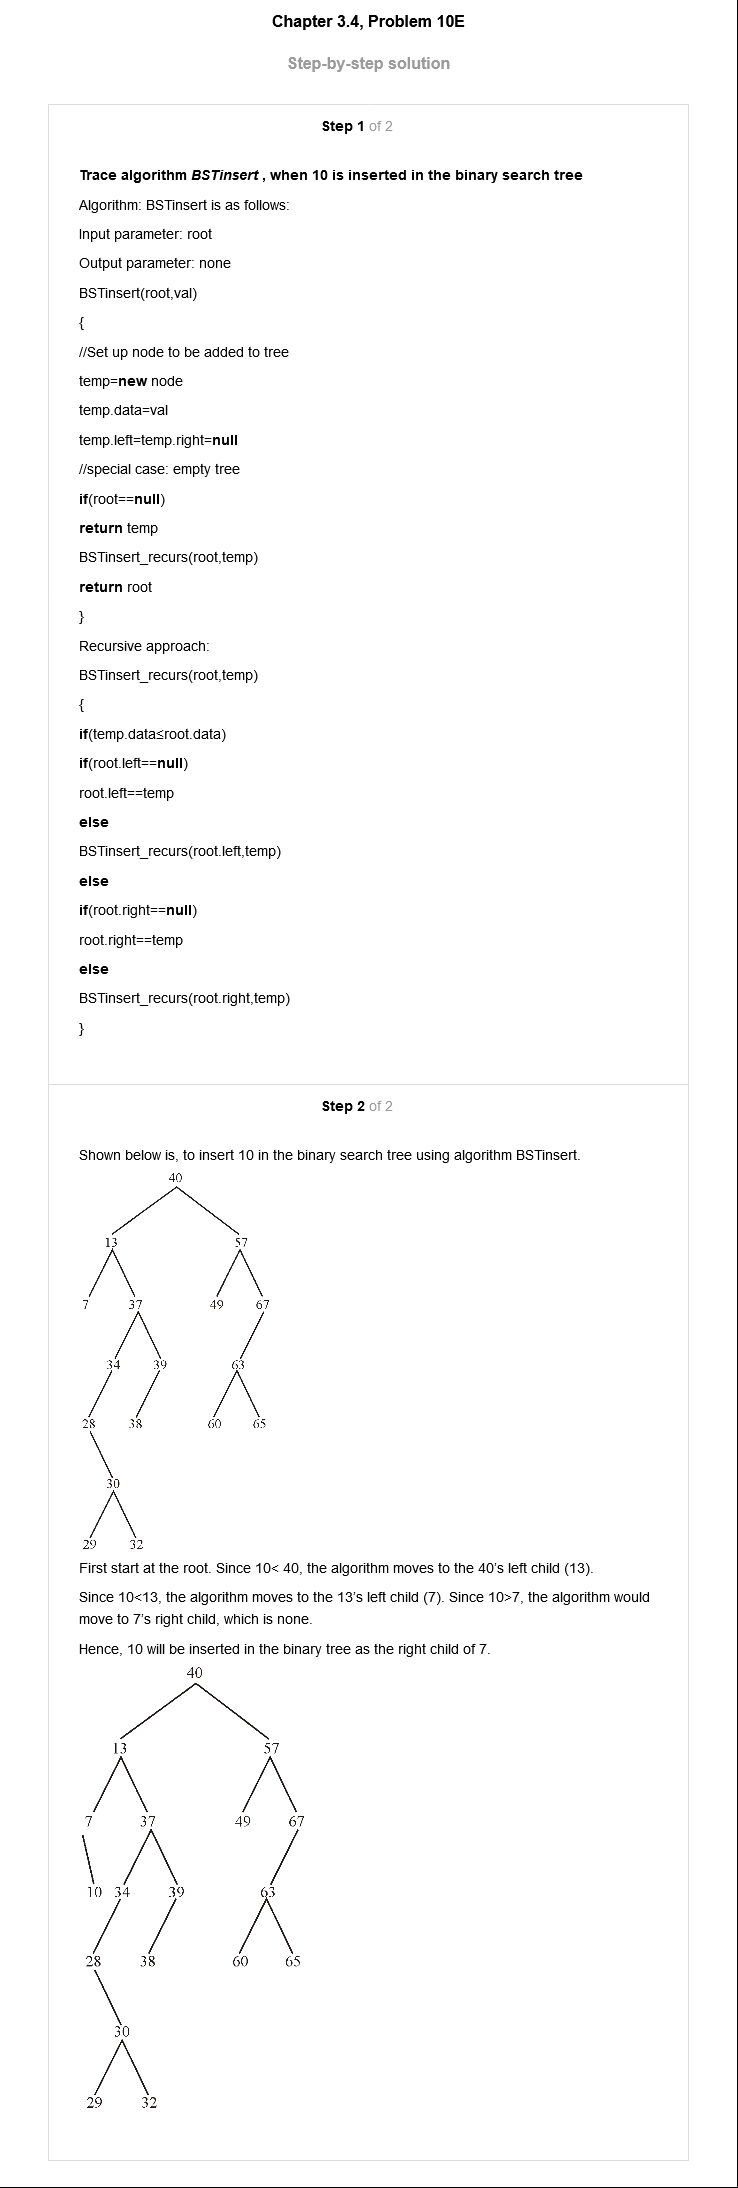 Chapter 3.4, Problem 10E
Step-by-step solution
Step 1 of 2
Trace algorithm BSTinsert , when 10 is inserted in the binary search tree
Algorithm: BSTinsert is as follows:
Input parameter: root
Output parameter: none
BSTinsert(root,val)
{
//Set up node to be added to tree
temp=new node
temp.data=val
temp.left=temp.right=null
//special case: empty tree
if(root==null)
return temp
BSTinsert_recurs(root,temp)
return root
}
Recursive approach:
BSTinsert_recurs(root,temp)
{
if(temp.data≤root.data)
if(root.left==null)
root.left==temp
else
BSTinsert_recurs(root.left,temp)
else
if(root.right==null)
root.right==temp
else
BSTinsert_recurs(root.right,temp)
}
Step 2 of 2
Shown below is, to insert 10 in the binary search tree using algorithm BSTinsert.
40
13 57
7 37 49 67
34 39 63
28 38 60 65
30
29 32
First start at the root. Since 10< 40, the algorithm moves to the 40's left child (13).
Since 10<13, the algorithm moves to the 13's left child (7). Since 10>7, the algorithm would
move to 7's right child, which is none.
Hence, 10 will be inserted in the binary tree as the right child of 7.
40
13 57
7 37 49 67
10 34 39 63
28 38 60 65
30
29 32